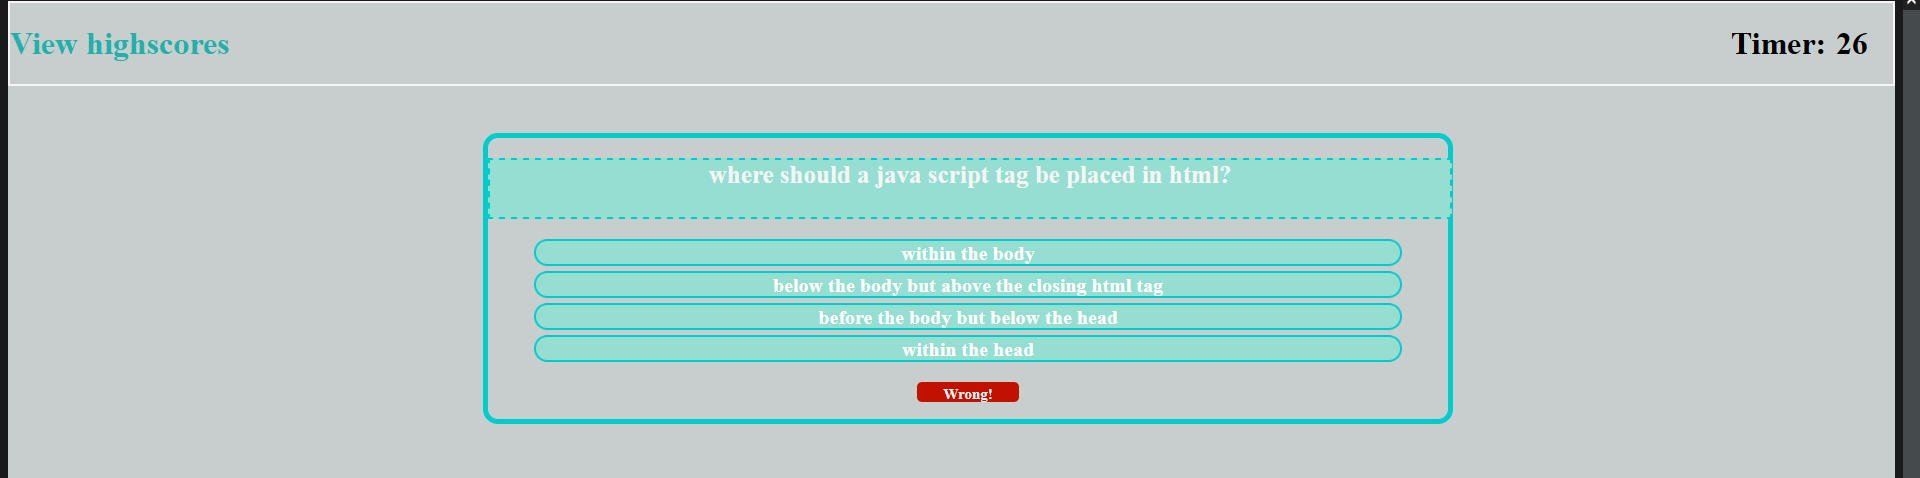 View highscores
Timer: 26
where should a java script tag be placed in html?
within the body
below the body but above the closing html tag
before the body but below the head
within the head
Wrong!